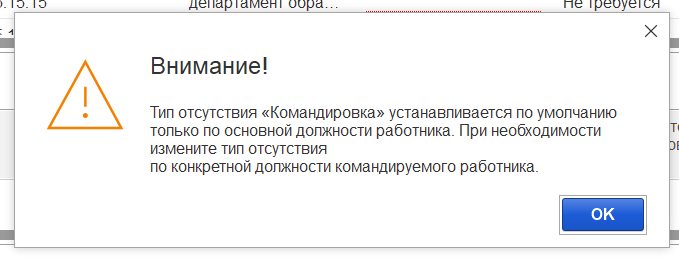 .15.15 департамент обра... Не требуется
Внимание!
Тип отсутствия «Командировка» устанавливается по умолчанию
только по основной должности работника. При необходимости
измените тип отсутствия
по конкретной должности командируемого работника.
OK